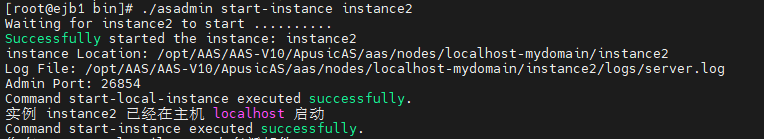 [root@ejb1 bin]# ./asadmin start-instance instance2
Waiting for instance2 to start ..........
Successfully started the instance: instance2
instance Location: /opt/AAS/AAS-V10/ApusicAS/aas/nodes/localhost-mydomain/instance2
Log File: /opt/AAS/AAS-V10/ApusicAS/aas/nodes/localhost-mydomain/instance2/logs/server.log
Admin Port: 26854
Command start-local-instance executed successfully.
实例 instance2 已经在主机 localhost 启动
Command start-instance executed successfully.